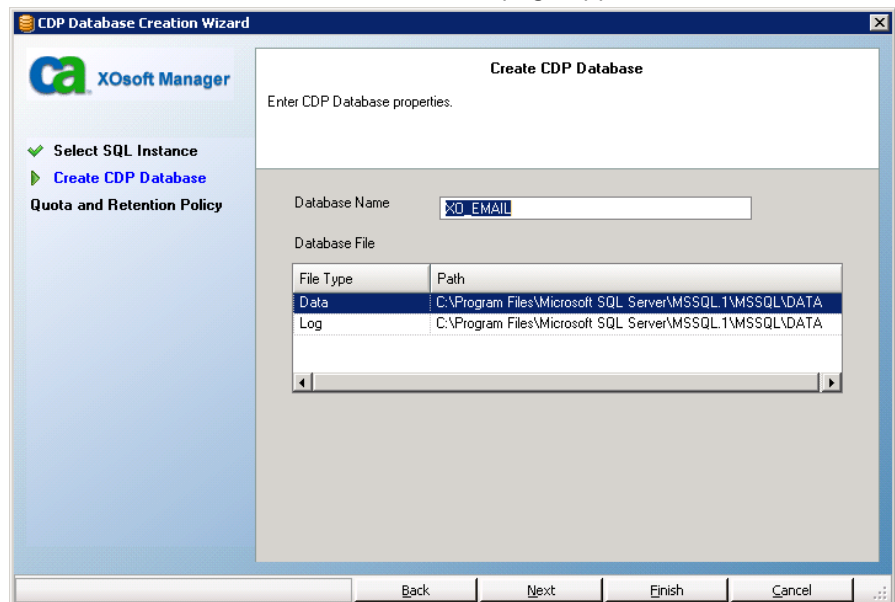 CDP Database Creation Wizard
ca
XOsoft Manager
Select SQL Instance
Create CDP Database
Quota and Retention Policy
Create CDP Database
Enter CDP Database properties.
Database Name
XO_EMAIL
Database File
File Type Path
Data C:\Program Files\Microsoft SQL Server\MSSQL.1\MSSQL\DATA
Log C:\Program Files\Microsoft SQL Server\MSSQL.1\MSSQL\DATA
Back Next Finish Cancel